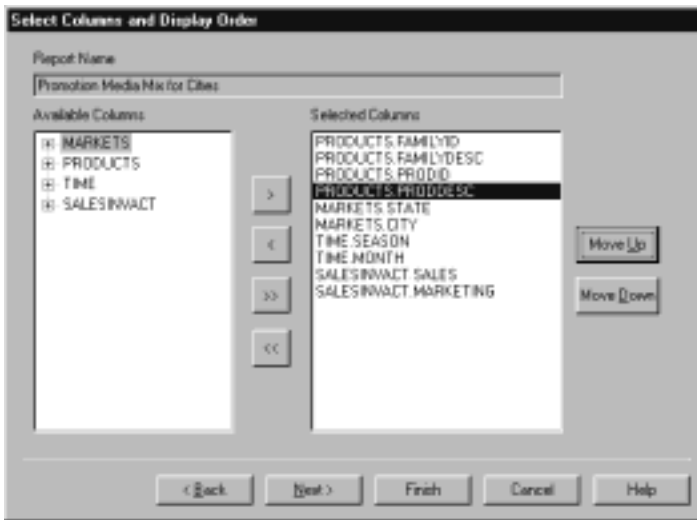 Select Columns and Display Order
Report Name
Promotion Media Mix for Cities
Available Columns
Selected Columns
MARKETS
PRODUCTS
TIME
SALESINVACT
>
<
>>
<<
PRODUCTS.FAMILYID
PRODUCTS.FAMILYDESC
PRODUCTS.PRODID
PRODUCTS.PRODDESC
MARKETS.STATE
MARKETS.CITY
TIME.SEASON
TIME.MONTH
SALESINVACT.SALES
SALESINVACT.MARKETING
Move Up
Move Down
< Back
Next >
Finish
Cancel
Help